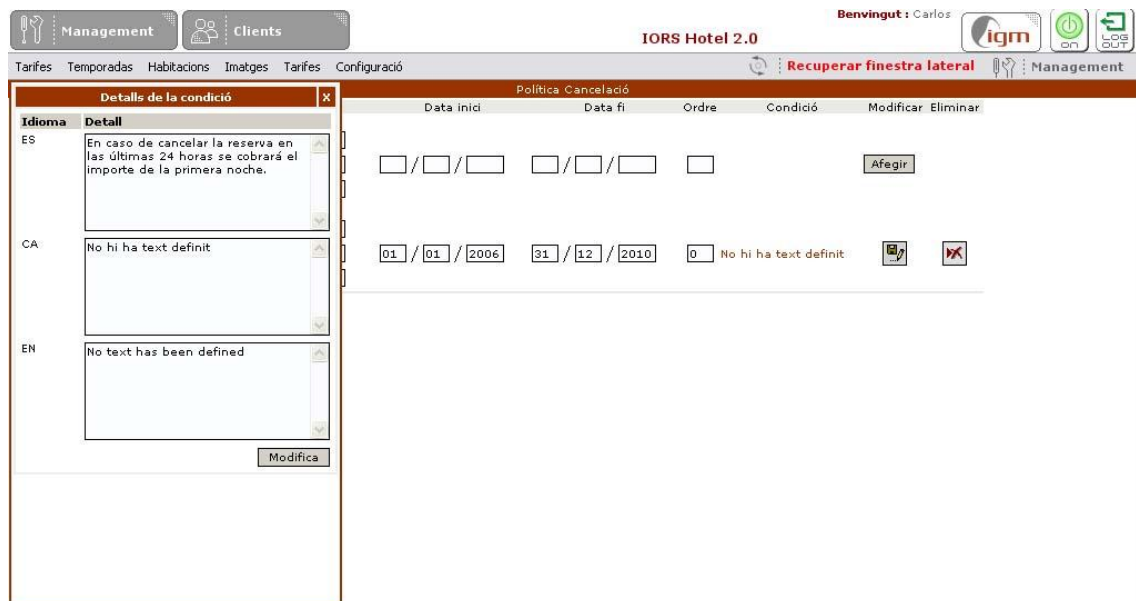 Management
Clients
Benvingut : Carlos
IORS Hotel 2.0
igm
on
LOG OUT
Tarifes Temporadas Habitacions Imatges Tarifes Configuració
Recuperar finestra lateral
Management
Política Cancelació
Detalls de la condició X
Data inici Data fi Ordre Condició Modificar Eliminar
Idioma Detall
ES
En caso de cancelar la reserva en
las últimas 24 horas se cobrará el
importe de la primera noche.
/ / / / Afegir
CA
No hi ha text definit
01 / 01 / 2006 31 / 12 / 2010 0 No hi ha text definit
EN
No text has been defined
Modifica